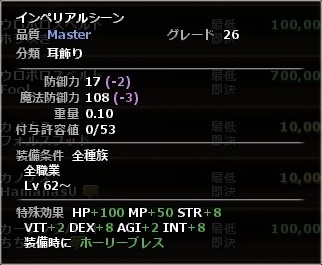 インペリアルシーン
品質 Master グレード 26
分類 耳飾り
防御力 17 (-2)
魔法防御力 108 (-3)
重量 0.10
付与許容値 0/53
装備条件 全種族
全職業
Lv 62～
特殊効果 HP+100 MP+50 STR+8
VIT+2 DEX+8 AGI+2 INT+8
装備時に ホーリーブレス